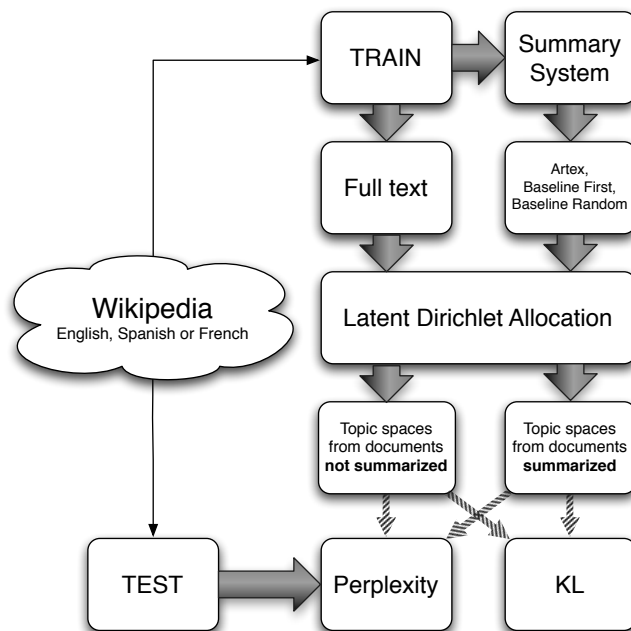 TRAIN
Summary
System
Full text
Artex,
Baseline First,
Baseline Random
Wikipedia
English, Spanish or French
Latent Dirichlet Allocation
Topic spaces
from documents
not summarized
Topic spaces
from documents
summarized
TEST
Perplexity
KL